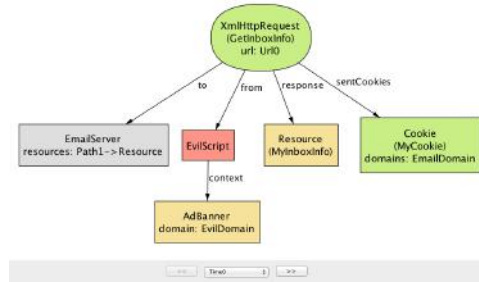 XmlHttpRequest
(GetInboxInfo)
url: Url0
to
from
response
sentCookies
EmailServer
resources: Path1->Resource
EvilScript
Resource
(MyInboxInfo)
Cookie
(MyCookie)
domains: EmailDomain
context
AdBanner
domain: EvilDomain
<<
Time0
>>